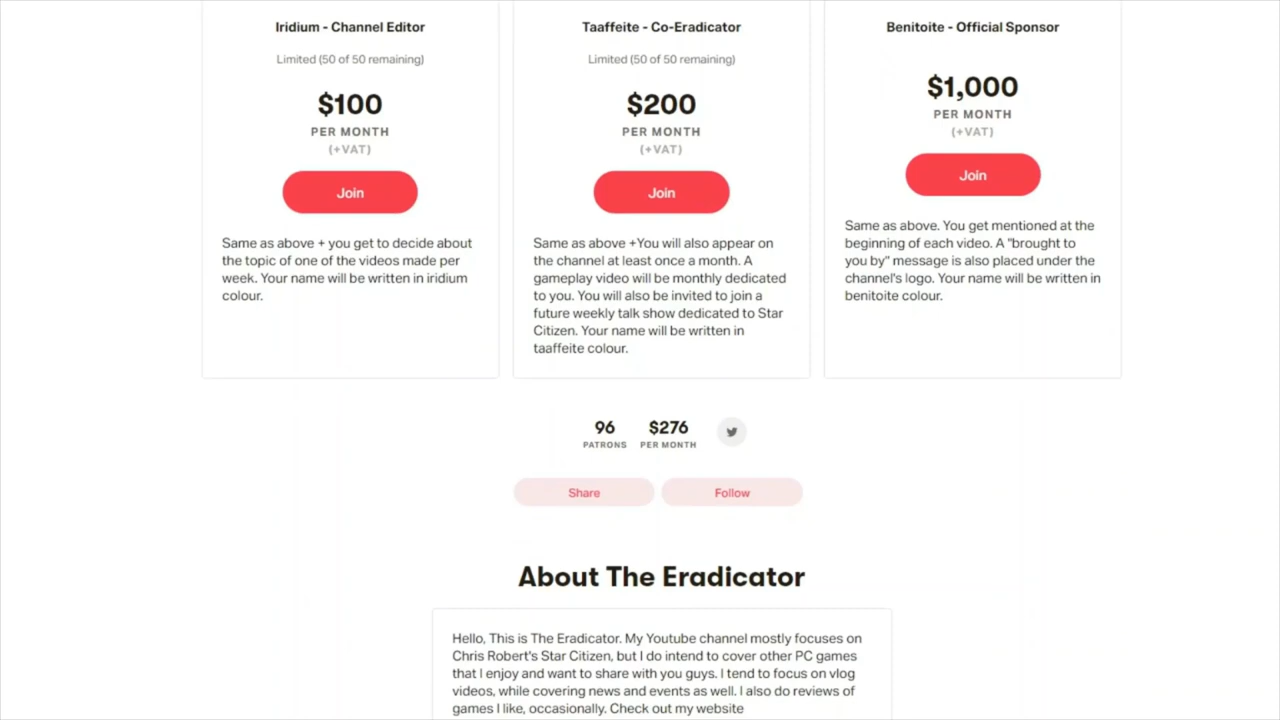 Iridium - Channel Editor
Limited (50 of 50 remaining)
$100
PER MONTH
(+VAT)
Join
Same as above + you get to decide about
the topic of one of the videos made per
week. Your name will be written in iridium
colour.
Taaffeite - Co-Eradicator
Limited (50 of 50 remaining)
$200
PER MONTH
(+VAT)
Join
Same as above +You will also appear on
the channel at least once a month. A
gameplay video will be monthly dedicated
to you. You will also be invited to join a
future weekly talk show dedicated to Star
Citizen. Your name will be written in
taaffeite colour.
Benitoite - Official Sponsor
$1,000
PER MONTH
(+VAT)
Join
Same as above. You get mentioned at the
beginning of each video. A "brought to
you by" message is also placed under the
channel's logo. Your name will be written in
benitoite colour.
96
PATRONS
$276
PER MONTH
Share
Follow
About The Eradicator
Hello, This is The Eradicator. My Youtube channel mostly focuses on
Chris Robert's Star Citizen, but I do intend to cover other PC games
that I enjoy and want to share with you guys. I tend to focus on vlog
videos, while covering news and events as well. I also do reviews of
games I like, occasionally. Check out my website